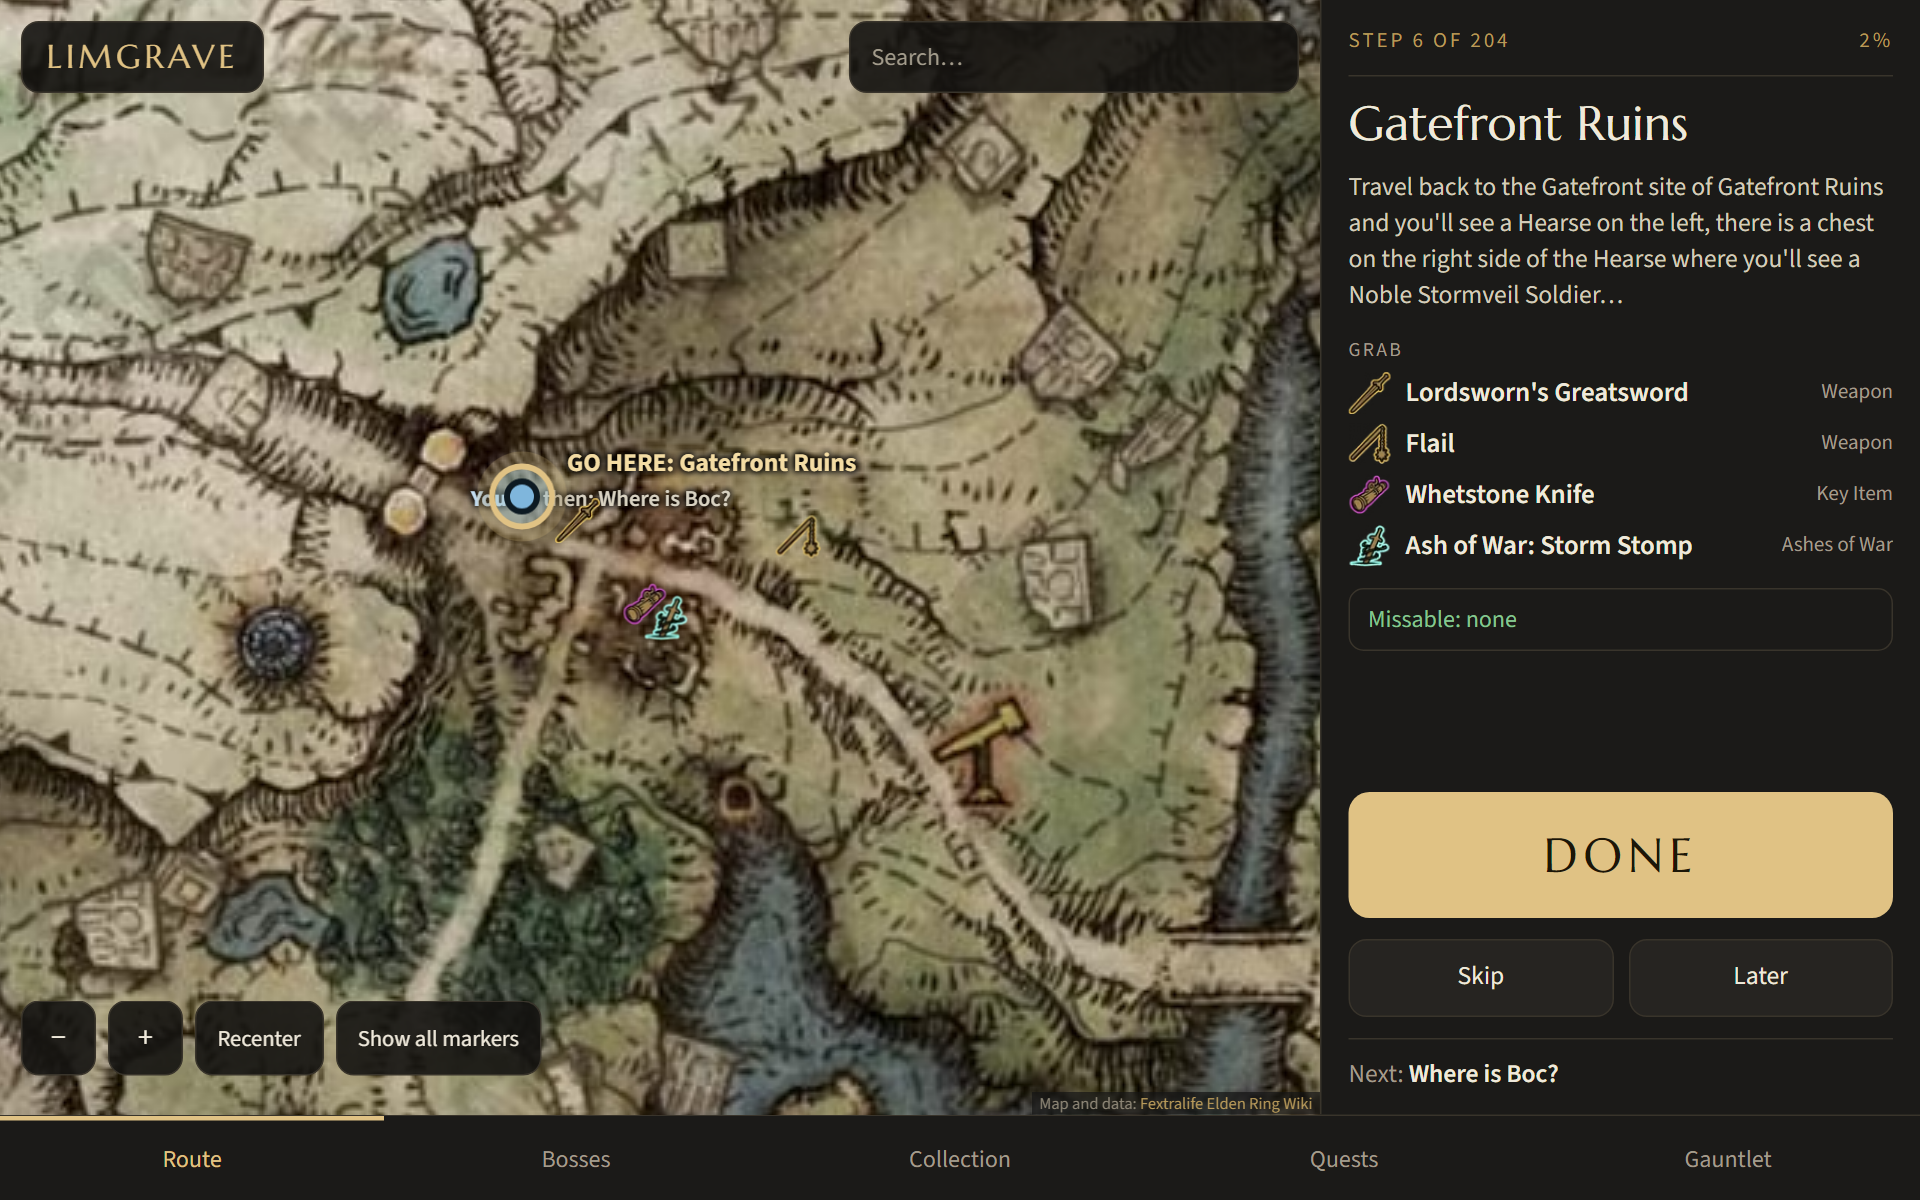 LIMGRAVE
Search…
STEP 6 OF 204
2%
Gatefront Ruins
Travel back to the Gatefront site of Gatefront Ruins
and you'll see a Hearse on the left, there is a chest
on the right side of the Hearse where you'll see a
Noble Stormveil Soldier…
GRAB
Lordsworn's Greatsword
Weapon
Flail
Weapon
Whetstone Knife
Key Item
Ash of War: Storm Stomp
Ashes of War
Missable: none
GO HERE: Gatefront Ruins
You then: Where is Boc?
DONE
Skip
Later
Next: Where is Boc?
−
+
Recenter
Show all markers
Map and data: Fextralife Elden Ring Wiki
Route
Bosses
Collection
Quests
Gauntlet